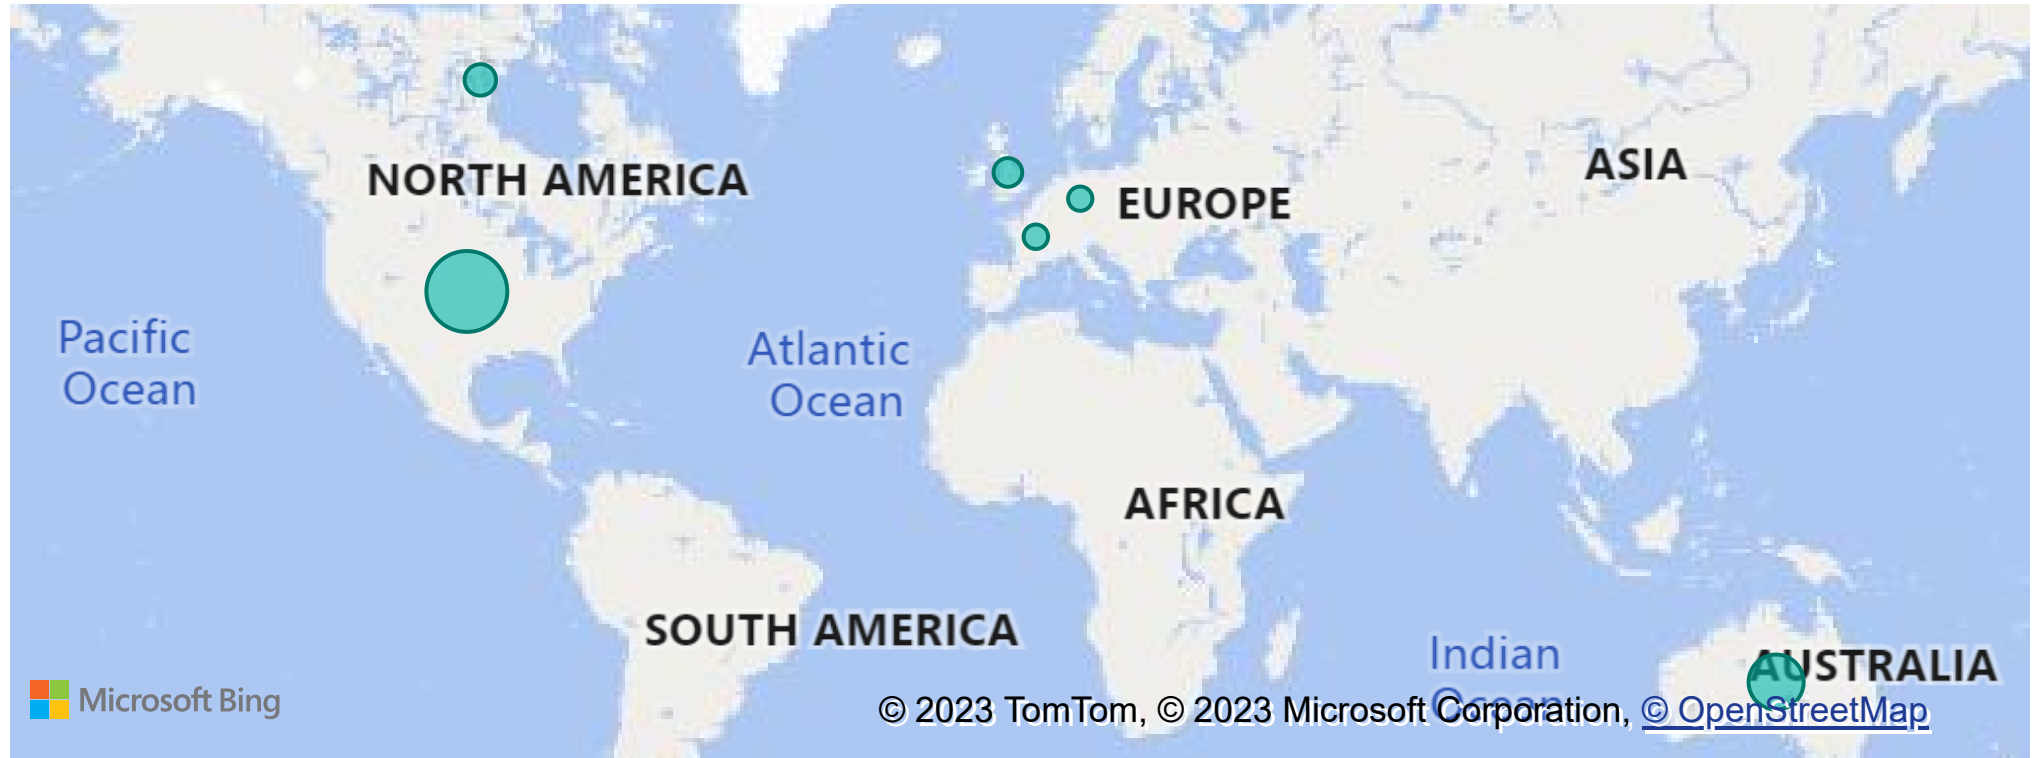 NORTH AMERICA
EUROPE
ASIA
Pacific
Ocean
Atlantic
Ocean
AFRICA
SOUTH AMERICA
Indian
Ocean
AUSTRALIA
Microsoft Bing
© 2023 TomTom, © 2023 Microsoft Corporation, © OpenStreetMap